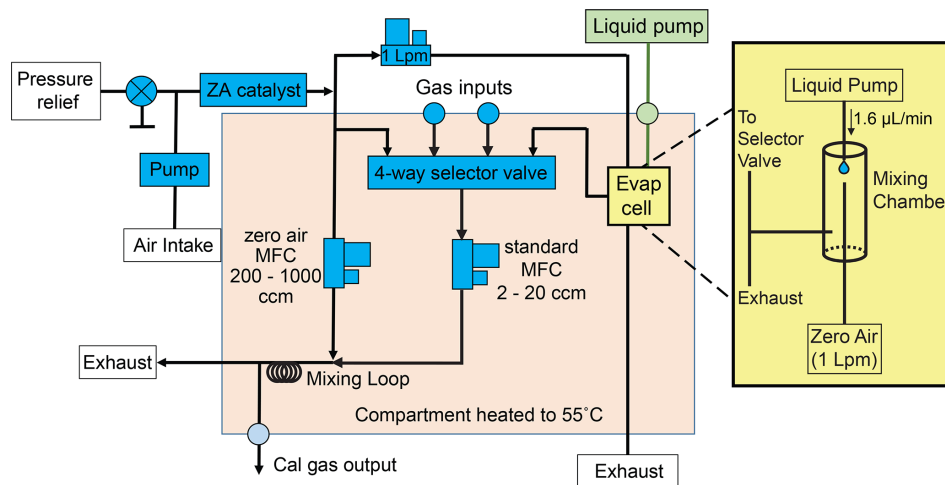 Liquid pump
1 Lpm
Pressure
relief
ZA catalyst
Gas inputs
Pump
4-way selector valve
Evap
cell
Air Intake
zero air
MFC
200 - 1000
ccm
standard
MFC
2 - 20 ccm
Exhaust
Mixing Loop
Compartment heated to 55˚C
Cal gas output
Exhaust
Liquid Pump
1.6 µL/min
To
Selector
Valve
Mixing
Chamber
Exhaust
Zero Air
(1 Lpm)